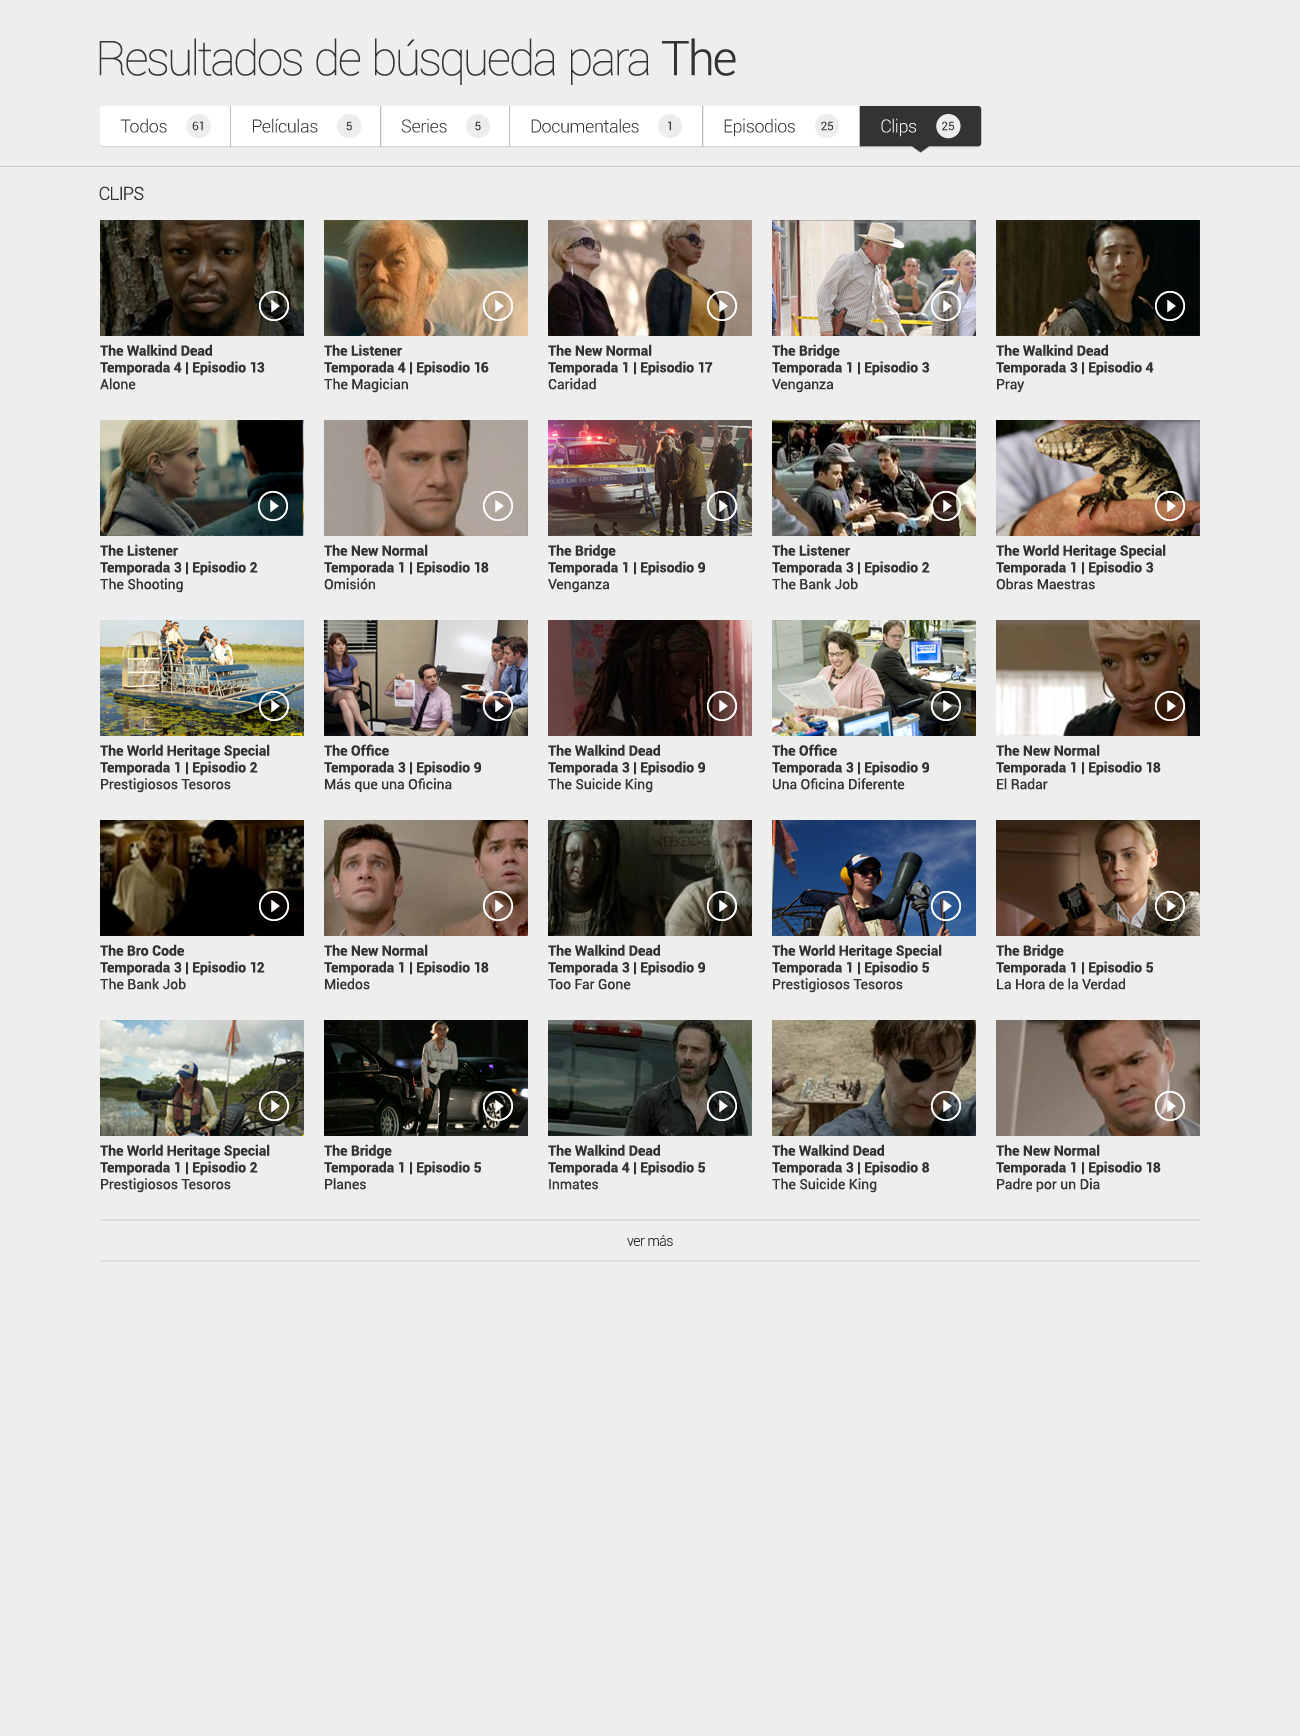 Resultados de búsqueda para The
Todos 61 Películas 5 Series 5 Documentales 1 Episodios 25 Clips 25
CLIPS
The Walkind Dead
Temporada 4 | Episodio 13
Alone
The Listener
Temporada 4 | Episodio 16
The Magician
The New Normal
Temporada 1 | Episodio 17
Caridad
The Bridge
Temporada 1 | Episodio 3
Venganza
The Walkind Dead
Temporada 3 | Episodio 4
Pray
POLICE LINE DO NOT CROSS
The Listener
Temporada 3 | Episodio 2
The Shooting
The New Normal
Temporada 1 | Episodio 18
Omisión
The Bridge
Temporada 1 | Episodio 9
Venganza
The Listener
Temporada 3 | Episodio 2
The Bank Job
The World Heritage Special
Temporada 1 | Episodio 3
Obras Maestras
The World Heritage Special
Temporada 1 | Episodio 2
Prestigiosos Tesoros
The Office
Temporada 3 | Episodio 9
Más que una Oficina
The Walkind Dead
Temporada 3 | Episodio 9
The Suicide King
The Office
Temporada 3 | Episodio 9
Una Oficina Diferente
The New Normal
Temporada 1 | Episodio 18
El Radar
The Bro Code
Temporada 3 | Episodio 12
The Bank Job
The New Normal
Temporada 1 | Episodio 18
Miedos
The Walkind Dead
Temporada 3 | Episodio 9
Too Far Gone
The World Heritage Special
Temporada 1 | Episodio 5
Prestigiosos Tesoros
The Bridge
Temporada 1 | Episodio 5
La Hora de la Verdad
The World Heritage Special
Temporada 1 | Episodio 2
Prestigiosos Tesoros
The Bridge
Temporada 1 | Episodio 5
Planes
The Walkind Dead
Temporada 4 | Episodio 5
Inmates
The Walkind Dead
Temporada 3 | Episodio 8
The Suicide King
The New Normal
Temporada 1 | Episodio 18
Padre por un Dia
ver más